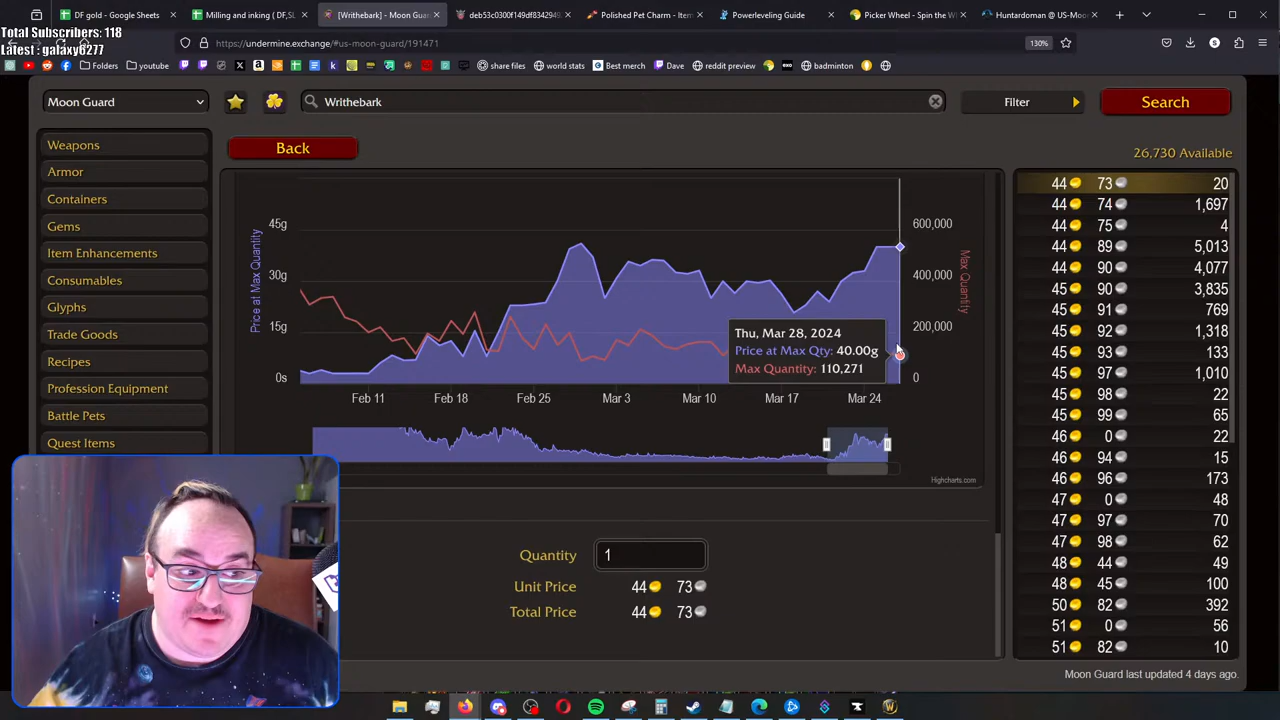 DF gold - Google Sheets
Milling and inking ( DF,SL
[Writhebark] - Moon Guar
deb53c0300f149df834294
Polished Pet Charm - Item
Powerleveling Guide
Picker Wheel - Spin the W
Huntardoman @ US-Moon
Total Subscribers: 118
Latest : galaxy6277
https://undermine.exchange/#us-moon-guard/191471
130%
Folders
youtube
share files
world stats
Best merch
Dave
reddit preview
badminton
Moon Guard
Writhebark
Filter
Search
Weapons
Armor
Containers
Gems
Item Enhancements
Consumables
Glyphs
Trade Goods
Recipes
Profession Equipment
Battle Pets
Quest Items
Back
26,730 Available
Price at Max Quantity
45g
30g
15g
0s
600,000
400,000
200,000
0
Max Quantity
Thu, Mar 28, 2024
Price at Max Qty: 40.00g
Max Quantity: 110,271
Feb 11
Feb 18
Feb 25
Mar 3
Mar 10
Mar 17
Mar 24
Highcharts.com
Quantity 1
Unit Price 44 73
Total Price 44 73
44 73 20
44 74 1,697
44 75 4
44 89 5,013
44 90 4,077
45 90 3,835
45 91 769
45 92 1,318
45 93 133
45 97 1,010
45 98 22
45 99 65
46 0 22
46 94 15
46 96 173
47 0 48
47 97 70
47 98 62
48 44 49
48 45 100
50 82 392
51 0 56
51 82 10
Moon Guard last updated 4 days ago.